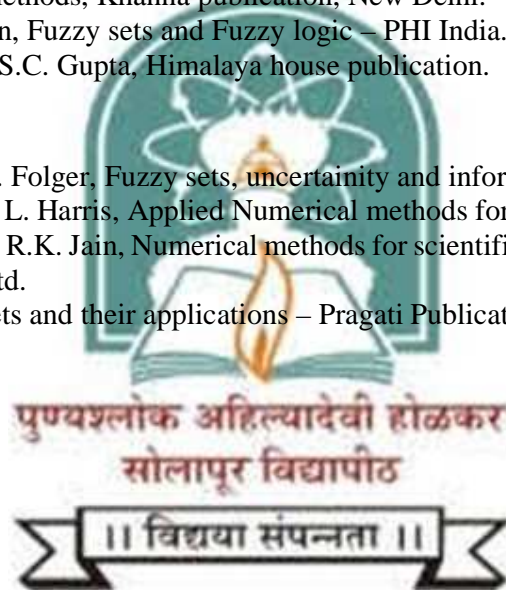 methods, Khanna publication, New Delhi.
n, Fuzzy sets and Fuzzy logic – PHI India.
S.C. Gupta, Himalaya house publication.
. Folger, Fuzzy sets, uncertainity and infor
L. Harris, Applied Numerical methods for
R.K. Jain, Numerical methods for scientifi
td.
ets and their applications – Pragati Publicat
पुण्यश्लोक अहिल्यादेवी होळकर
सोलापूर विद्यापीठ
।। विद्यया संपन्नता ।।